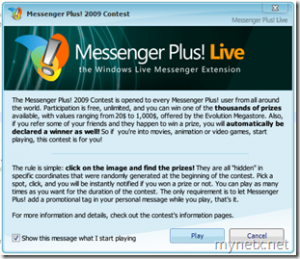 Messenger Plus! 2009 Contest
Messenger Plus! Live
Messenger Plus! Live
the Windows Live Messenger Extension
The Messenger Plus! 2009 Contest is opened to every Messenger Plus! user from all around
the world. Participation is free, unlimited, and you can win one of the thousands of prizes
available, with values ranging from 20$ to 1,000$, offered by the Evolution Megastore. Also,
if you refer some of your friends and they happen to win a prize, you will automatically be
declared a winner as well! So if you're into movies, animation or video games, start
playing, this contest is for you!
The rule is simple: click on the image and find the prizes! They are all "hidden" in
specific coordinates that were randomly generated at the beginning of the contest. Pick a
spot, click, and you will be instantly notified if you won a prize or not. You can play as many
times as you want for the duration of the contest. The only requirement is to let Messenger
Plus! add a promotional tag in your personal message while you play, that's it.
For more information and details, check out the contest's information pages.
Show this message what I start playing
Play
Cancel
mynetx.net